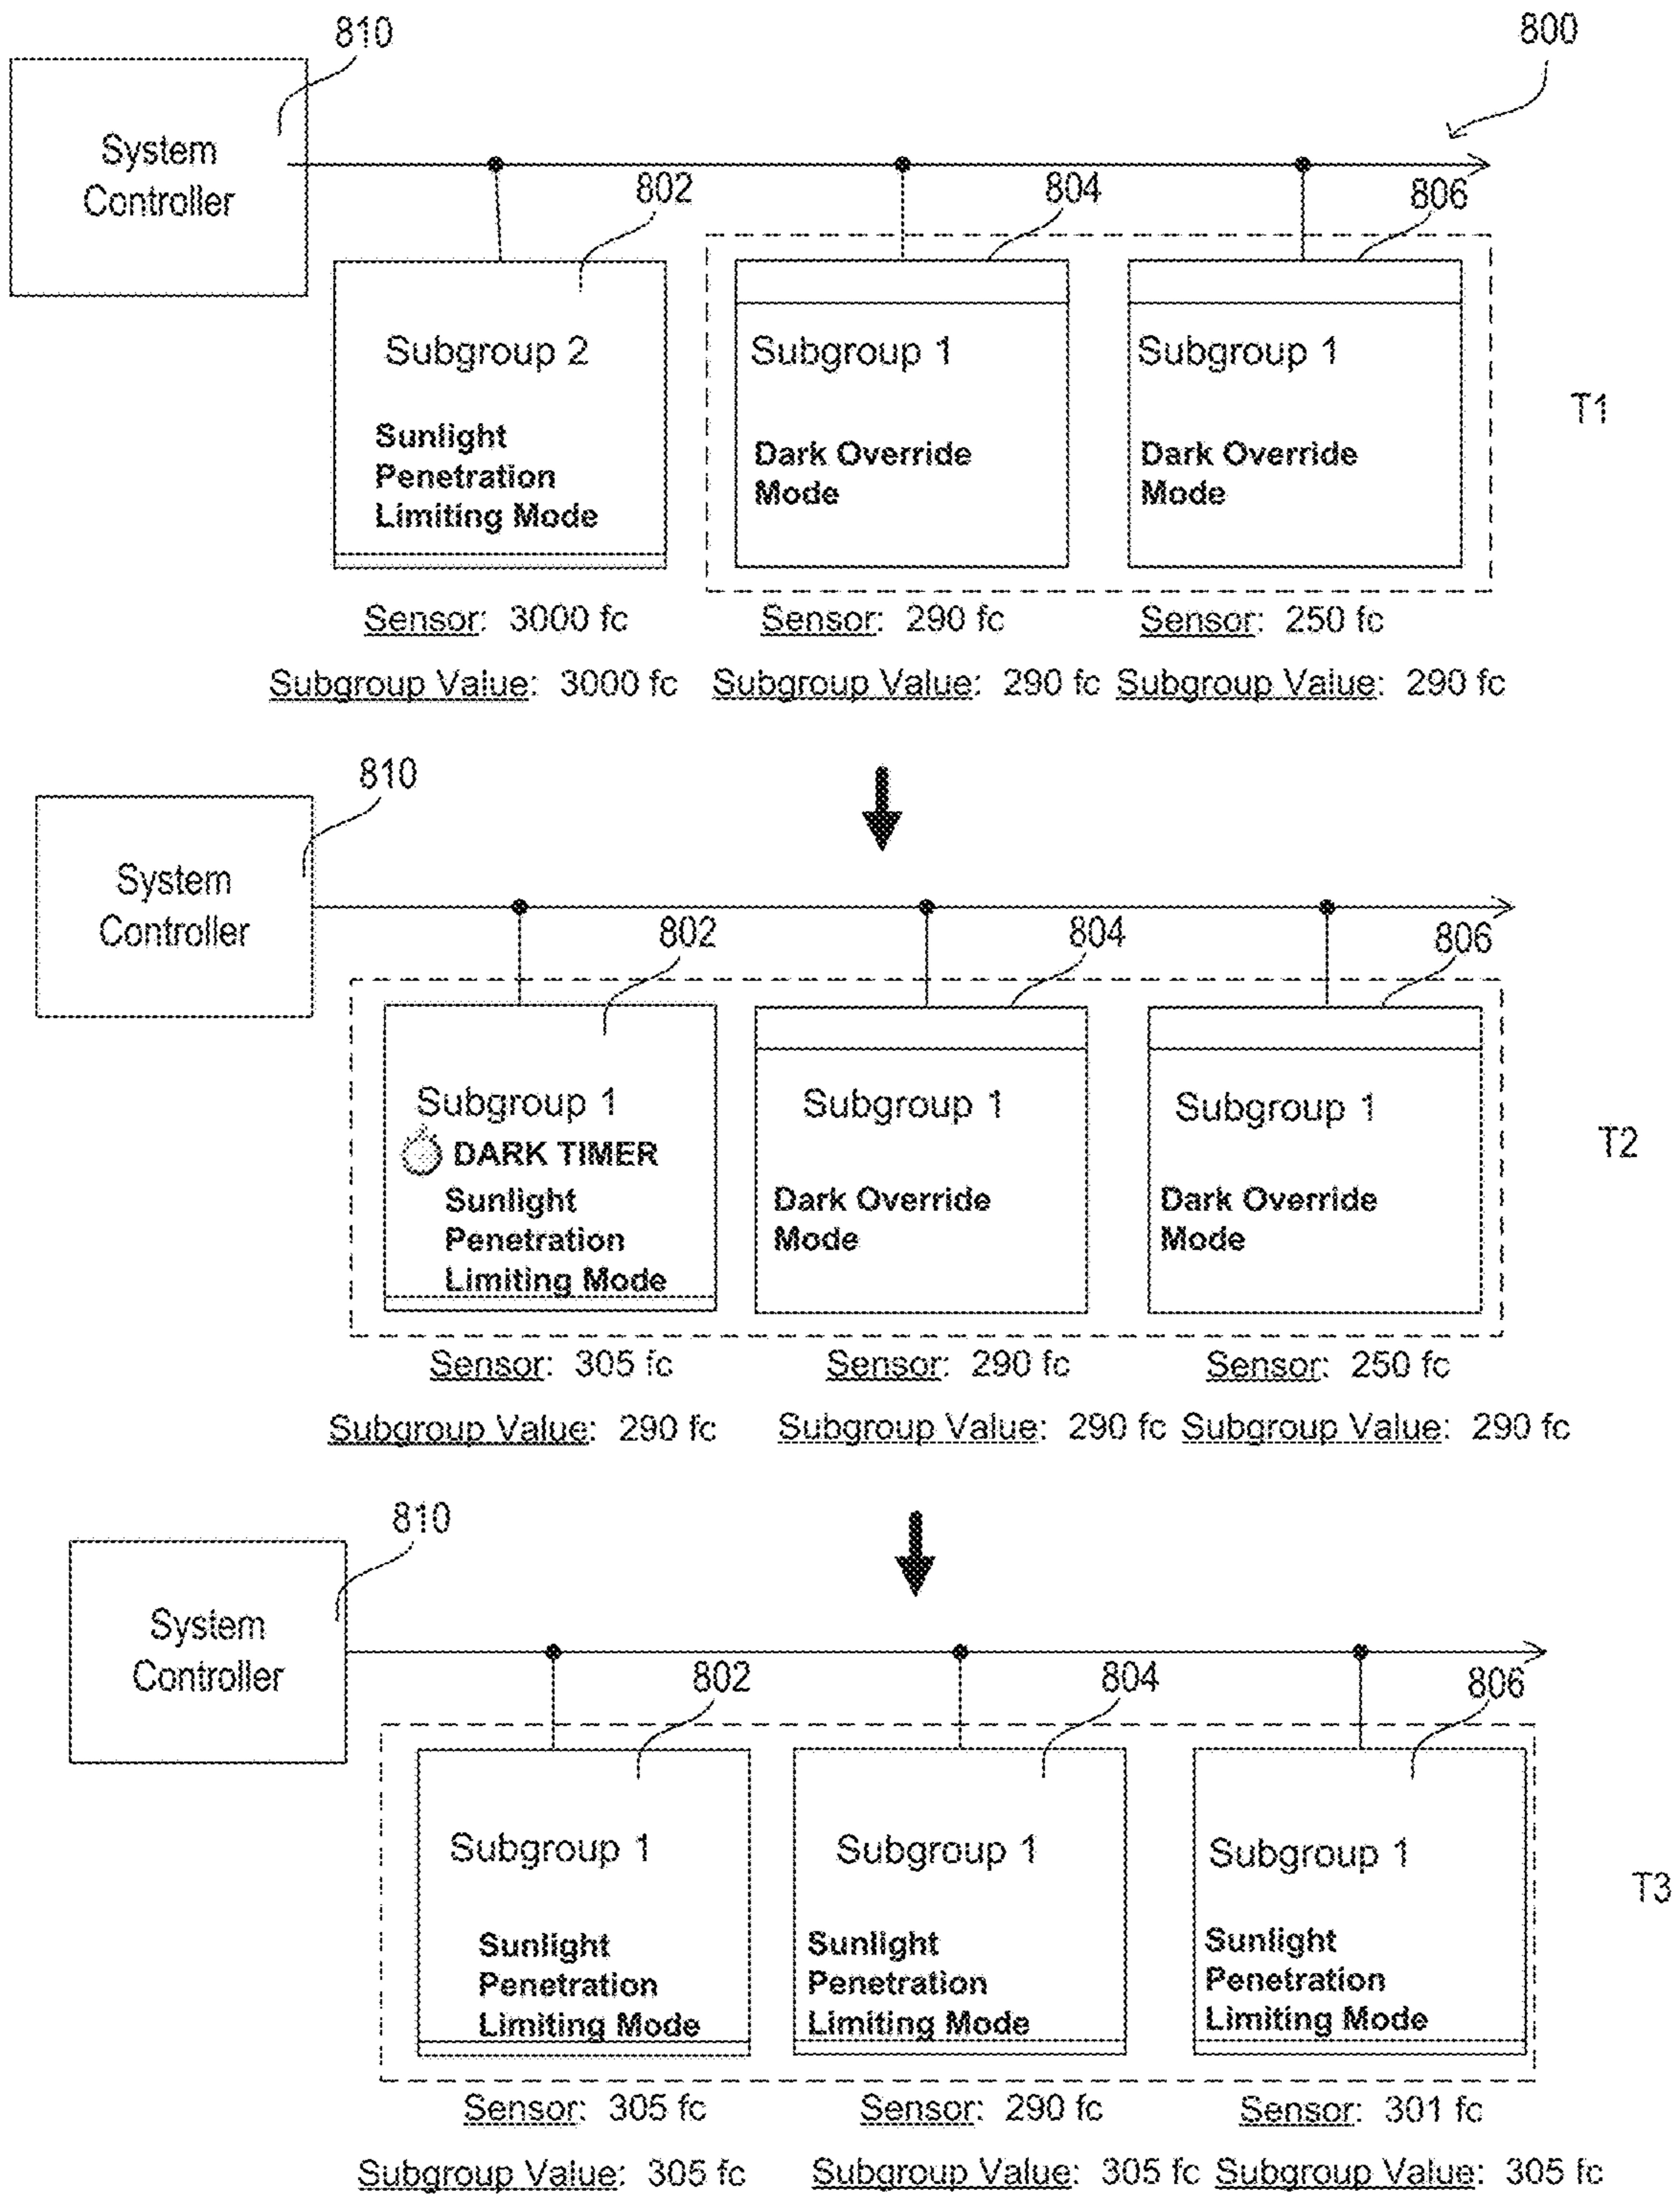 810
800
System
Controller
802
804
806
Subgroup 2
Subgroup 1
Subgroup 1
T1
Sunlight
Penetration
Limiting Mode
Dark Override
Mode
Dark Override
Mode
Sensor: 3000 fc
Sensor: 290 fc
Sensor: 250 fc
Subgroup Value: 3000 fc
Subgroup Value: 290 fc
Subgroup Value: 290 fc
810
System
Controller
802
804
806
Subgroup 1
Subgroup 1
Subgroup 1
T2
DARK TIMER
Sunlight
Penetration
Limiting Mode
Dark Override
Mode
Dark Override
Mode
Sensor: 305 fc
Sensor: 290 fc
Sensor: 250 fc
Subgroup Value: 290 fc
Subgroup Value: 290 fc
Subgroup Value: 290 fc
810
System
Controller
802
804
806
Subgroup 1
Subgroup 1
Subgroup 1
T3
Sunlight
Penetration
Limiting Mode
Sunlight
Penetration
Limiting Mode
Sunlight
Penetration
Limiting Mode
Sensor: 305 fc
Sensor: 290 fc
Sensor: 301 fc
Subgroup Value: 305 fc
Subgroup Value: 305 fc
Subgroup Value: 305 fc